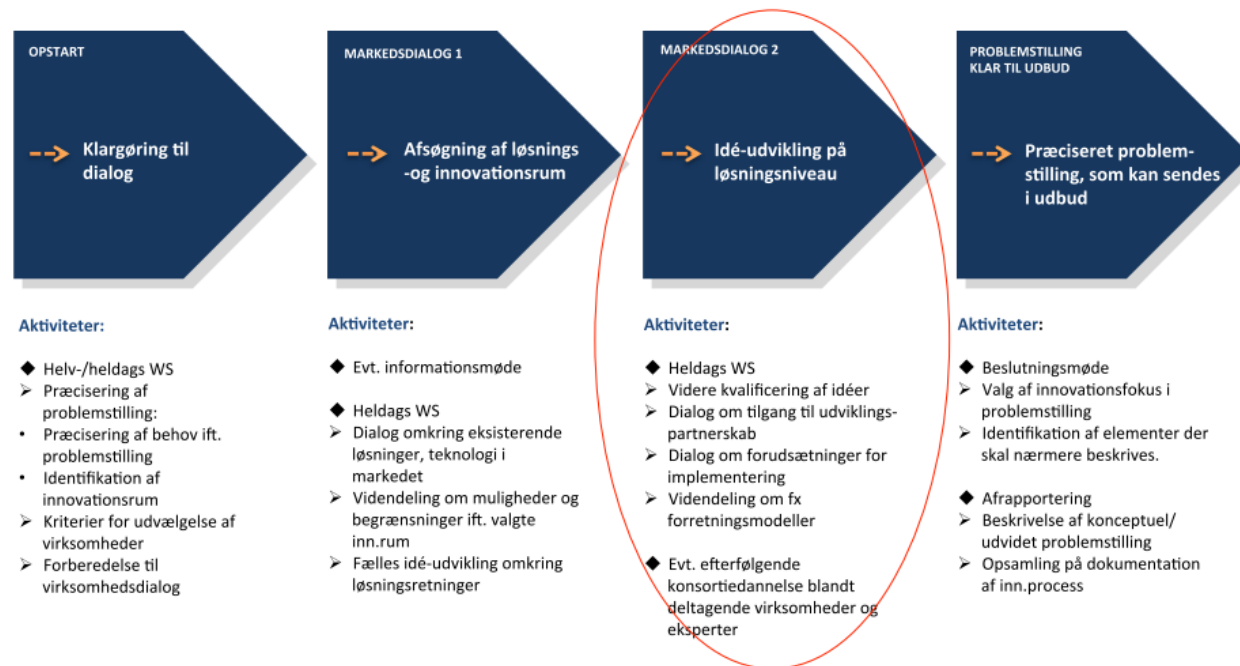 OPSTART
Klargøring til
dialog
Aktiviteter:
◆ Helv-/heldags WS
➢ Præcisering af
problemstilling:
• Præcisering af behov ift.
problemstilling
• Identifikation af
innovationsrum
➢ Kriterier for udvælgelse af
virksomheder
➢ Forberedelse til
virksomhedsdialog
MARKEDSDIALOG 1
Afsøgning af løsnings
-og innovationsrum
Aktiviteter:
◆ Evt. informationsmøde
◆ Heldags WS
➢ Dialog omkring eksisterende
løsninger, teknologi i
markedet
➢ Videndeling om muligheder og
begrænsninger ift. valgte
inn.rum
➢ Fælles idé-udvikling omkring
løsningsretninger
MARKEDSDIALOG 2
Idé-udvikling på
løsningsniveau
Aktiviteter:
◆ Heldags WS
➢ Videre kvalificering af idéer
➢ Dialog om tilgang til udviklings-
partnerskab
➢ Dialog om forudsætninger for
implementering
➢ Videndeling om fx
forretningsmodeller
◆ Evt. efterfølgende
konsortiedannelse blandt
deltagende virksomheder og
eksperter
PROBLEMSTILLING
KLAR TIL UDBUD
Præciseret problem-
stilling, som kan sendes
i udbud
Aktiviteter:
◆ Beslutningsmøde
➢ Valg af innovationsfokus i
problemstilling
➢ Identifikation af elementer der
skal nærmere beskrives.
◆ Afrapportering
➢ Beskrivelse af konceptuel/
udvidet problemstilling
➢ Opsamling på dokumentation
af inn.process